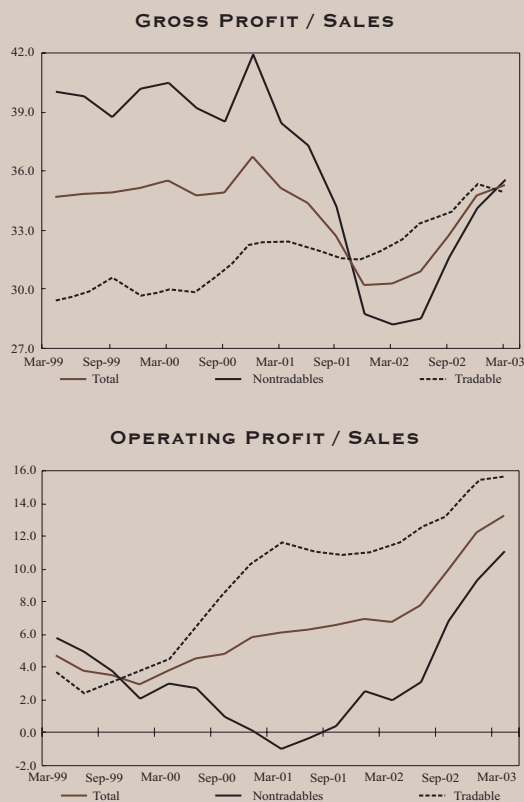 Gross Profit / Sales
42.0
39.0
36.0
33.0
30.0
27.0
Mar-99 Sep-99 Mar-00 Sep-00 Mar-01 Sep-01 Mar-02 Sep-02 Mar-03
Total Nontradables Tradable
Operating Profit / Sales
16.0
14.0
12.0
10.0
8.0
6.0
4.0
2.0
0.0
-2.0
Mar-99 Sep-99 Mar-00 Sep-00 Mar-01 Sep-01 Mar-02 Sep-02 Mar-03
Total Nontradables Tradable